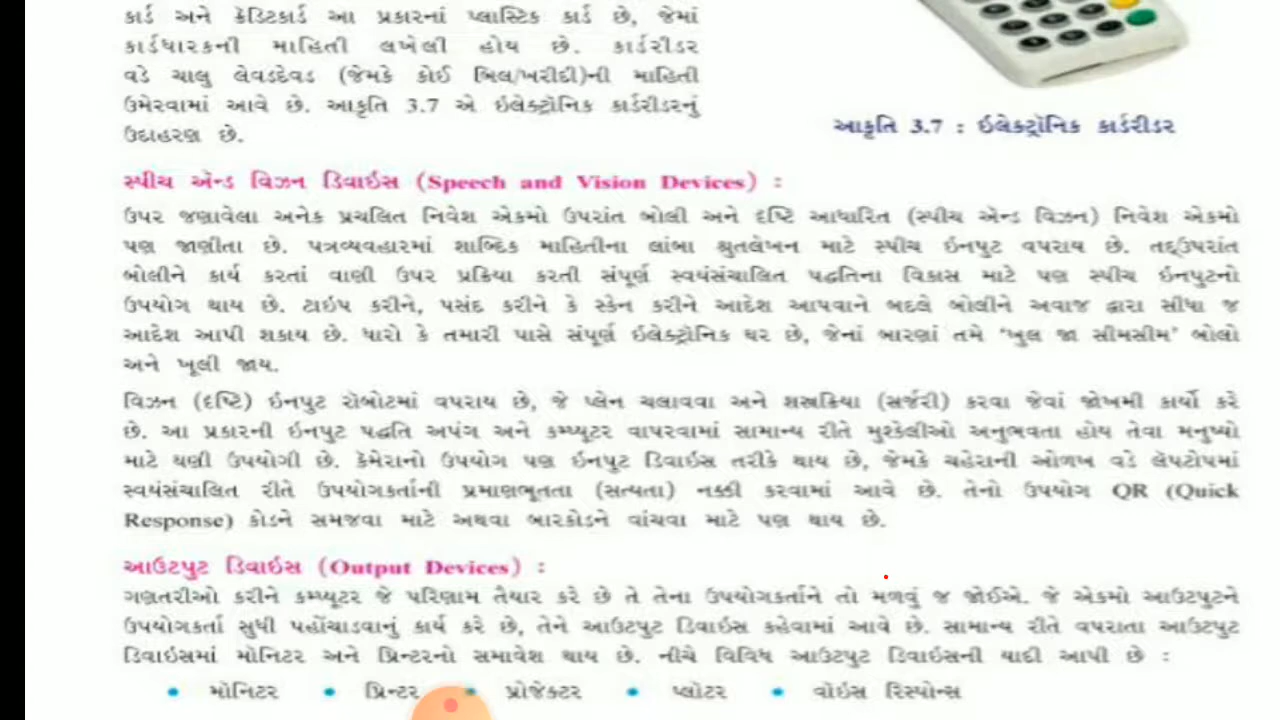 કાર્ડ અને ક્રેડિટકાર્ડ આ પ્રકારનાં પ્લાસ્ટિક કાર્ડ છે, જેમાં
કાર્ડધારકની માહિતી લખેલી હોય છે. કાર્ડરીડર
વડે ચાલુ લેવડદેવડ (જેમકે કોઈ બિલ/ખરીદી)ની માહિતી
ઉમેરવામાં આવે છે. આકૃતિ 3.7 એ ઇલેક્ટ્રૉનિક કાર્ડરીડરનું
ઉદાહરણ છે.
આકૃતિ 3.7 : ઇલેક્ટ્રૉનિક કાર્ડરીડર
સ્પીચ ઍન્ડ વિઝન ડિવાઇસ (Speech and Vision Devices) :
ઉપર જણાવેલા અનેક પ્રચલિત નિવેશ એકમો ઉપરાંત બોલી અને દૃષ્ટિ આધારિત (સ્પીચ ઍન્ડ વિઝન) નિવેશ એકમો
પણ જાણીતા છે. પત્રવ્યવહારમાં શાબ્દિક માહિતીના લાંબા શ્રુતલેખન માટે સ્પીચ ઇનપુટ વપરાય છે. તદ્ઉપરાંત
બોલીને કાર્ય કરતાં વાણી ઉપર પ્રક્રિયા કરતી સંપૂર્ણ સ્વયંસંચાલિત પદ્ધતિના વિકાસ માટે પણ સ્પીચ ઇનપુટનો
ઉપયોગ થાય છે. ટાઇપ કરીને, પસંદ કરીને કે સ્કેન કરીને આદેશ આપવાને બદલે બોલીને અવાજ દ્વારા સીધા જ
આદેશ આપી શકાય છે. ધારો કે તમારી પાસે સંપૂર્ણ ઇલેક્ટ્રૉનિક ઘર છે, જેનાં બારણાં તમે ‘ખુલ જા સીમસીમ’ બોલો
અને ખૂલી જાય.
વિઝન (દૃષ્ટિ) ઇનપુટ રૉબોટમાં વપરાય છે, જે પ્લેન ચલાવવા અને શસ્ત્રક્રિયા (સર્જરી) કરવા જેવાં જોખમી કાર્યો કરે
છે. આ પ્રકારની ઇનપુટ પદ્ધતિ અપંગ અને કમ્પ્યૂટર વાપરવામાં સામાન્ય રીતે મુશ્કેલીઓ અનુભવતા હોય તેવા મનુષ્યો
માટે ઘણી ઉપયોગી છે. કૅમેરાનો ઉપયોગ પણ ઇનપુટ ડિવાઇસ તરીકે થાય છે, જેમકે ચહેરાની ઓળખ વડે લૅપટોપમાં
સ્વયંસંચાલિત રીતે ઉપયોગકર્તાની પ્રમાણભૂતતા (સત્યતા) નક્કી કરવામાં આવે છે. તેનો ઉપયોગ QR (Quick
Response) કોડને સમજવા માટે અથવા બારકોડને વાંચવા માટે પણ થાય છે.
આઉટપુટ ડિવાઇસ (Output Devices) :
ગણતરીઓ કરીને કમ્પ્યૂટર જે પરિણામ તૈયાર કરે છે તે તેના ઉપયોગકર્તાને તો મળવું જ જોઈએ. જે એકમો આઉટપુટને
ઉપયોગકર્તા સુધી પહોંચાડવાનું કાર્ય કરે છે, તેને આઉટપુટ ડિવાઇસ કહેવામાં આવે છે. સામાન્ય રીતે વપરાતા આઉટપુટ
ડિવાઇસમાં મોનિટર અને પ્રિન્ટરનો સમાવેશ થાય છે. નીચે વિવિધ આઉટપુટ ડિવાઇસની યાદી આપી છે :
• મૉનિટર • પ્રિન્ટર • પ્રોજેક્ટર • પ્લૉટર • વૉઇસ રિસ્પોન્સ